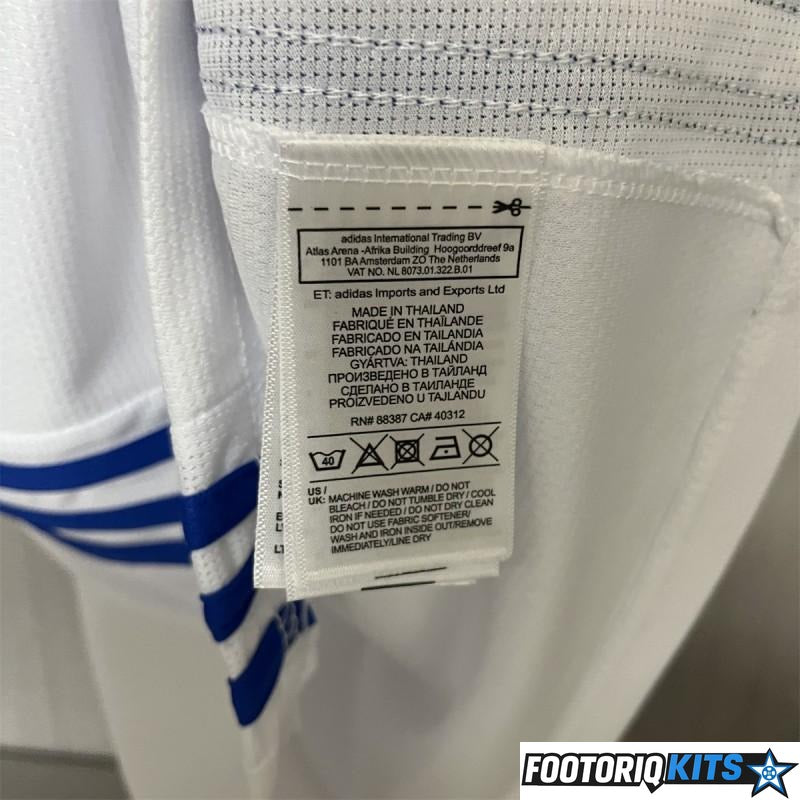 adidas International Trading BV
Atlas Arena -Afrika Building Hoogoorddreef 9a
1101 BA Amsterdam ZO The Netherlands
VAT NO. NL 8073.01.322.B.01
ET: adidas Imports and Exports Ltd
MADE IN THAILAND
FABRIQUÉ EN THAÏLANDE
FABRICADO EN TAILANDIA
FABRICADO NA TAILÂNDIA
GYÁRTVA: THAILAND
ПРОИЗВЕДЕНО В ТАЙЛАНД
СДЕЛАНО В ТАИЛАНДЕ
PROIZVEDENO U TAJLANDU
RN# 88387 CA# 40312
40
US /
UK: MACHINE WASH WARM / DO NOT
BLEACH / DO NOT TUMBLE DRY / COOL
IRON IF NEEDED / DO NOT DRY CLEAN
DO NOT USE FABRIC SOFTENER/
WASH AND IRON INSIDE OUT/REMOVE
IMMEDIATELY/LINE DRY
FOOTORIQKITS